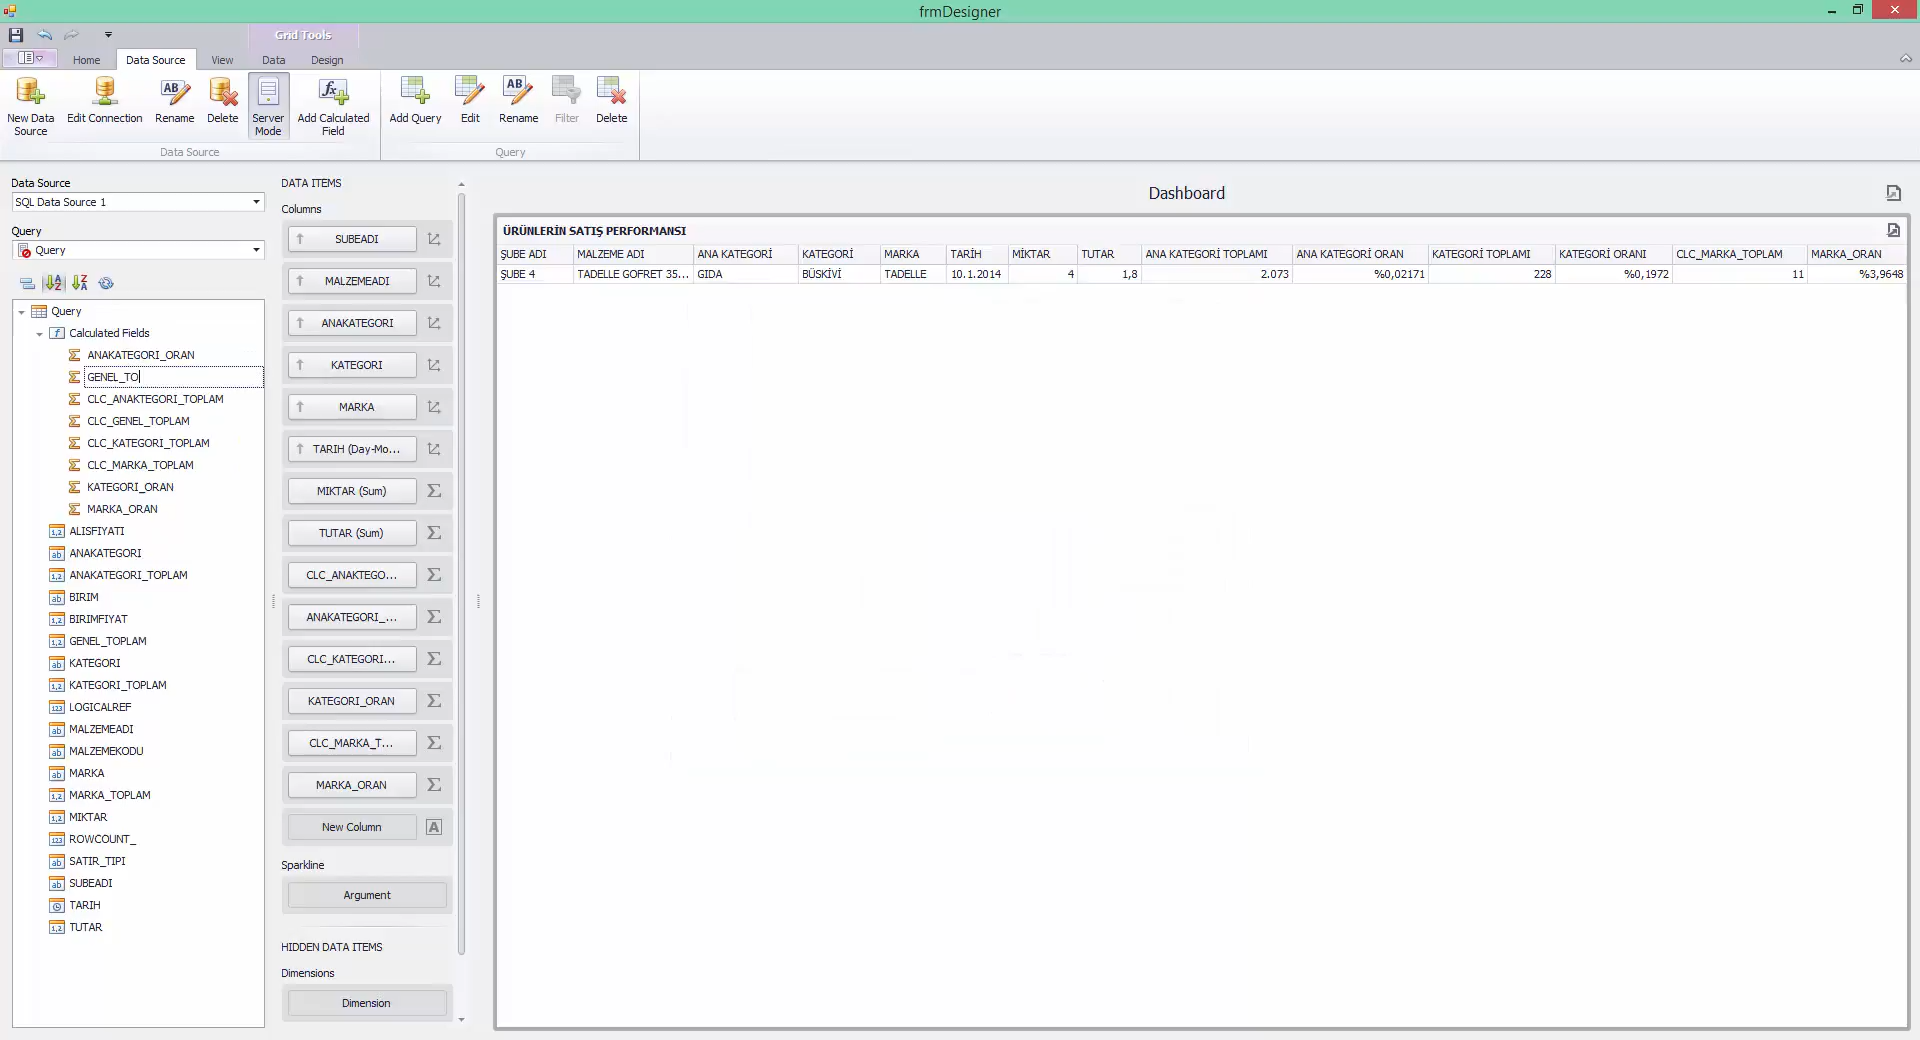 frmDesigner
Grid Tools
Home Data Source View Data Design
New Data Source
Edit Connection
Rename
Delete
Server Mode
Add Calculated Field
Data Source
Add Query
Edit
Rename
Filter
Delete
Query
Data Source
SQL Data Source 1
Query
Query
Query
Calculated Fields
ANAKATEGORI_ORAN
GENEL_TO
CLC_ANAKTEGORI_TOPLAM
CLC_GENEL_TOPLAM
CLC_KATEGORI_TOPLAM
CLC_MARKA_TOPLAM
KATEGORI_ORAN
MARKA_ORAN
ALISFIYATI
ANAKATEGORI
ANAKATEGORI_TOPLAM
BIRIM
BIRIMFIYAT
GENEL_TOPLAM
KATEGORI
KATEGORI_TOPLAM
LOGICALREF
MALZEMEADI
MALZEMEKODU
MARKA
MARKA_TOPLAM
MIKTAR
ROWCOUNT_
SATIR_TIPI
SUBEADI
TARIH
TUTAR
DATA ITEMS
Columns
SUBEADI
MALZEMEADI
ANAKATEGORI
KATEGORI
MARKA
TARIH (Day-Mo...
MIKTAR (Sum)
TUTAR (Sum)
CLC_ANAKTEGO...
ANAKATEGORI_...
CLC_KATEGORI...
KATEGORI_ORAN
CLC_MARKA_T...
MARKA_ORAN
New Column
Sparkline
Argument
HIDDEN DATA ITEMS
Dimensions
Dimension
Dashboard
ÜRÜNLERİN SATIŞ PERFORMANSI
ŞUBE ADI MALZEME ADI ANA KATEGORİ KATEGORİ MARKA TARİH MİKTAR TUTAR ANA KATEGORİ TOPLAMI ANA KATEGORİ ORAN KATEGORİ TOPLAMI KATEGORİ ORANI CLC_MARKA_TOPLAM MARKA_ORAN
ŞUBE 4 TADELLE GOFRET 35... GIDA BÜSKİVİ TADELLE 10.1.2014 4 1,8 2.073 %0,02171 228 %0,1972 11 %3,9648